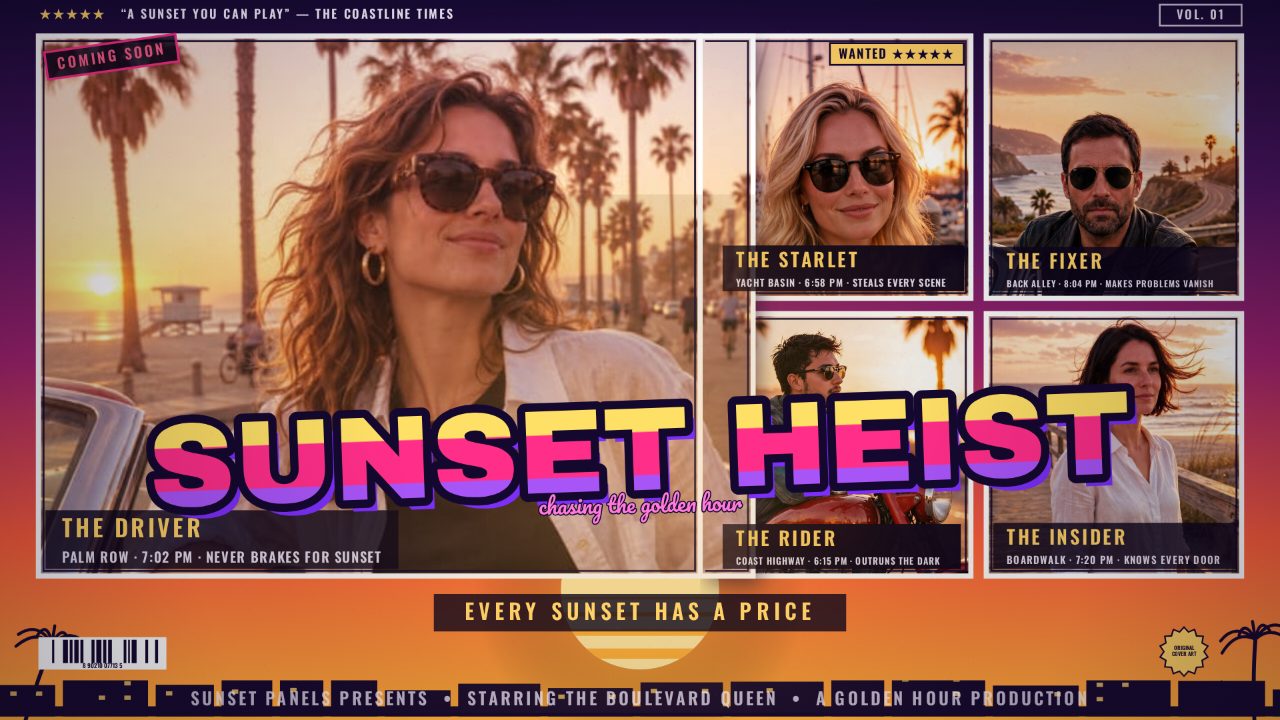 ★★★★★ “A SUNSET YOU CAN PLAY” — THE COASTLINE TIMES
VOL. 01
COMING SOON
WANTED ★★★★★
THE STARLET
YACHT BASIN · 6:58 PM · STEALS EVERY SCENE
THE FIXER
BACK ALLEY · 8:04 PM · MAKES PROBLEMS VANISH
SUNSET HEIST
chasing the golden hour
THE DRIVER
PALM ROW · 7:02 PM · NEVER BRAKES FOR SUNSET
THE RIDER
COAST HIGHWAY · 6:15 PM · OUTRUNS THE DARK
THE INSIDER
BOARDWALK · 7:20 PM · KNOWS EVERY DOOR
EVERY SUNSET HAS A PRICE
ORIGINAL
COVER ART
SUNSET PANELS PRESENTS • STARRING THE BOULEVARD QUEEN • A GOLDEN HOUR PRODUCTION